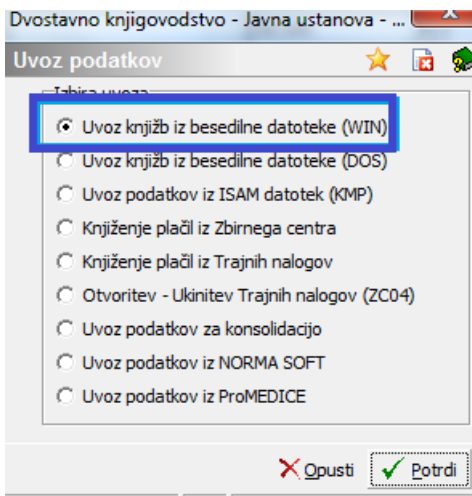 Dvostavno knjigovodstvo - Javna ustanova - ...
Uvoz podatkov
Izbira uvoza
Uvoz knjižb iz besedilne datoteke (WIN)
Uvoz knjižb iz besedilne datoteke (DOS)
Uvoz podatkov iz ISAM datotek (KMP)
Knjiženje plačil iz Zbirnega centra
Knjiženje plačil iz Trajnih nalogov
Otvoritev - Ukinitev Trajnih nalogov (ZC04)
Uvoz podatkov za konsolidacijo
Uvoz podatkov iz NORMA SOFT
Uvoz podatkov iz ProMEDICE
Opusti Potrdi